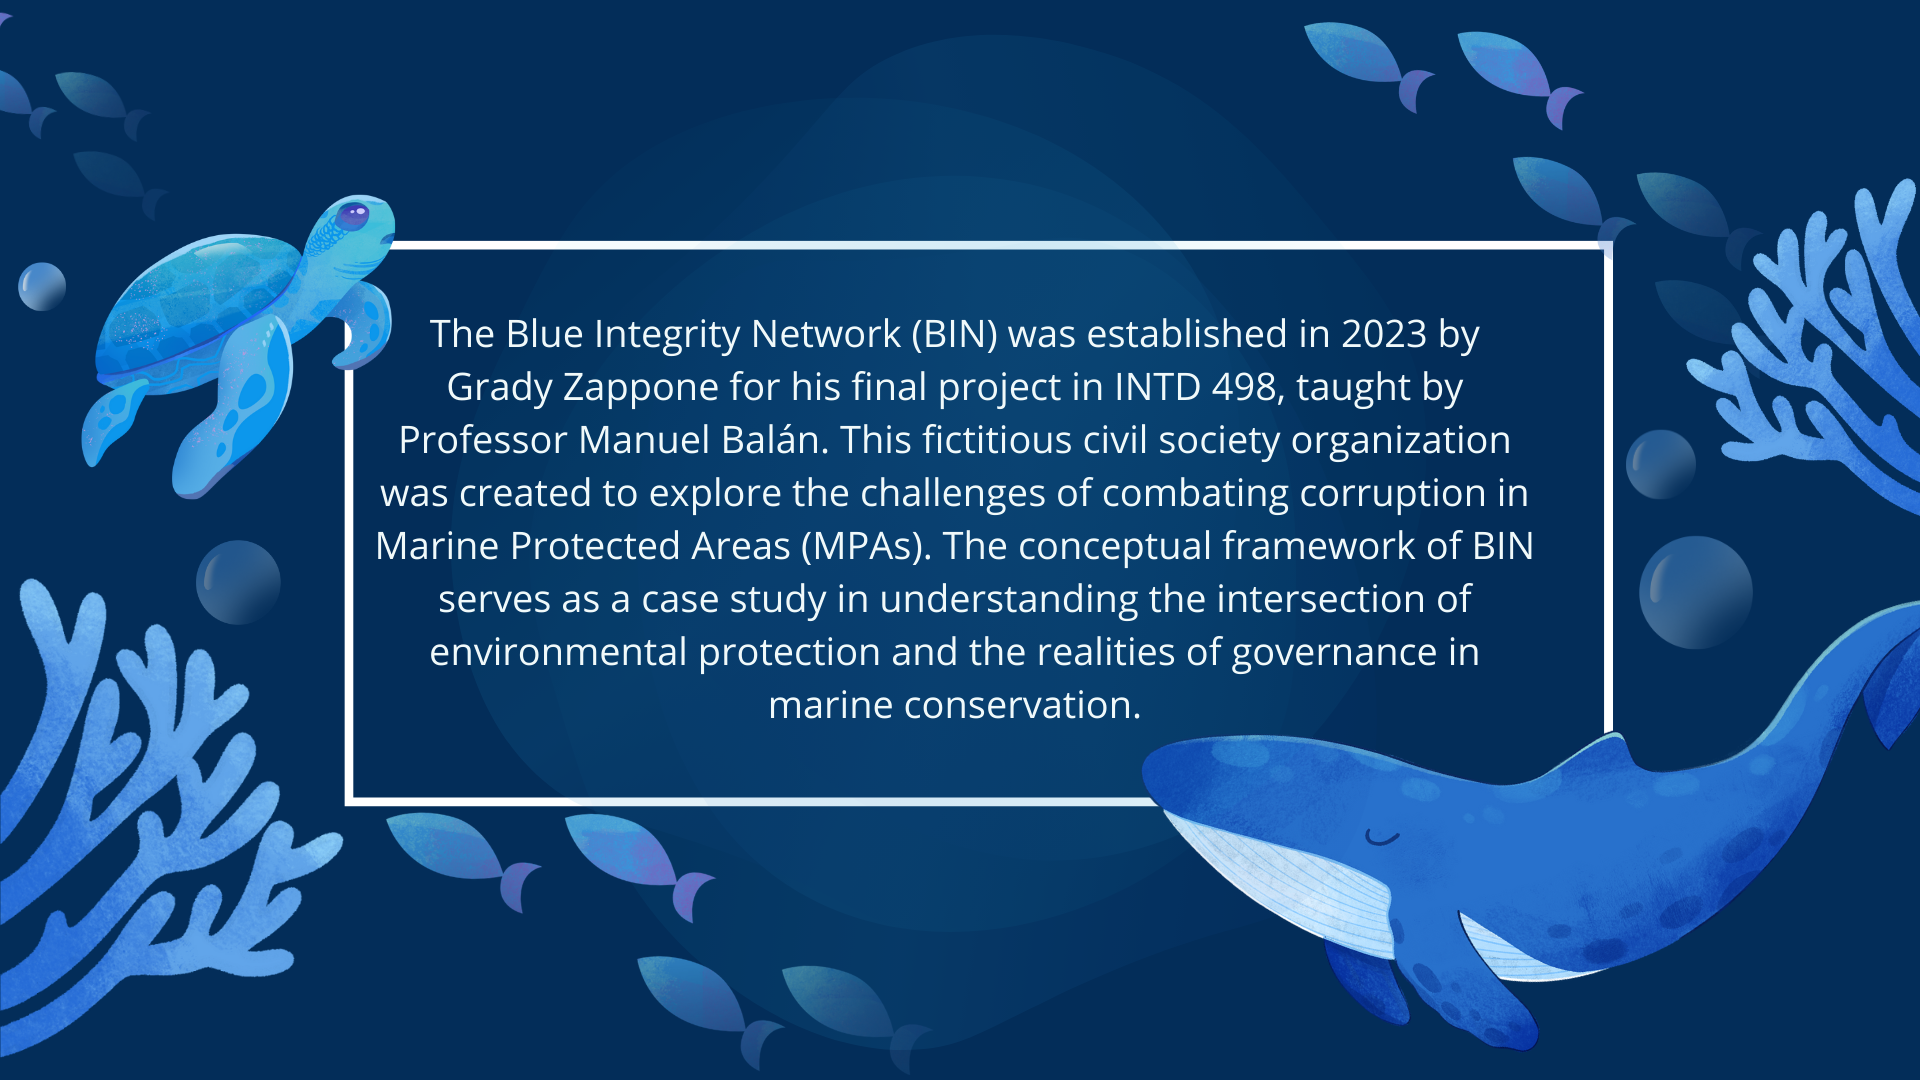 The Blue Integrity Network (BIN) was established in 2023 by
Grady Zappone for his final project in INTD 498, taught by
Professor Manuel Balán. This fictitious civil society organization
was created to explore the challenges of combating corruption in
Marine Protected Areas (MPAs). The conceptual framework of BIN
serves as a case study in understanding the intersection of
environmental protection and the realities of governance in
marine conservation.